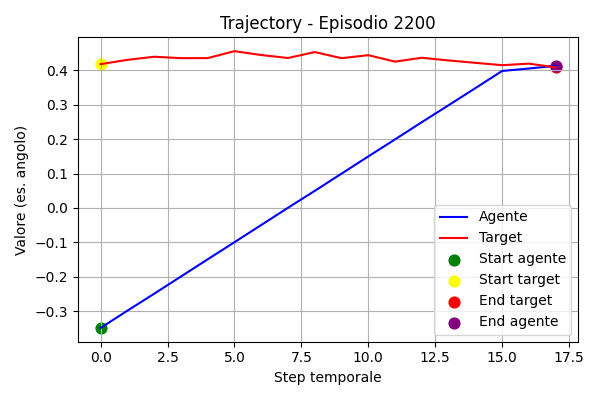 Trajectory - Episodio 2200
Valore (es. angolo)
0.4
0.3
0.2
0.1
0.0
−0.1
−0.2
−0.3
0.0 2.5 5.0 7.5 10.0 12.5 15.0 17.5
Step temporale
Agente
Target
Start agente
Start target
End target
End agente